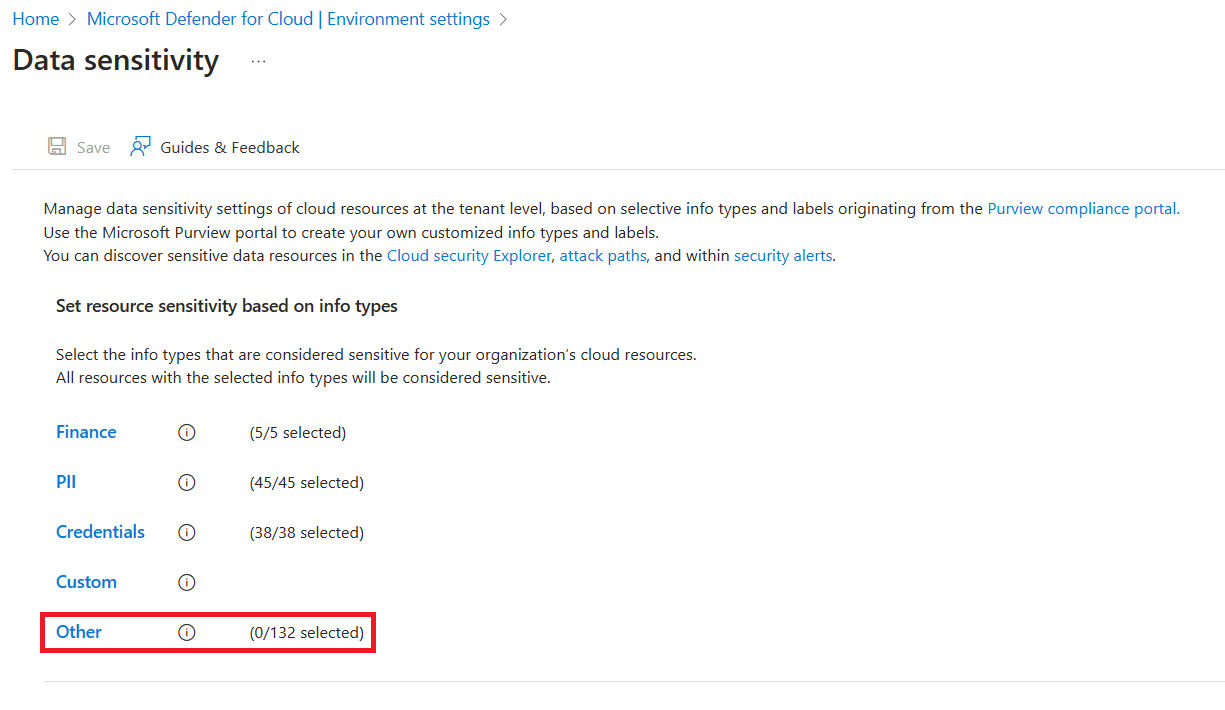 Home > Microsoft Defender for Cloud | Environment settings >
Data sensitivity ...
Save Guides & Feedback
Manage data sensitivity settings of cloud resources at the tenant level, based on selective info types and labels originating from the Purview compliance portal.
Use the Microsoft Purview portal to create your own customized info types and labels.
You can discover sensitive data resources in the Cloud security Explorer, attack paths, and within security alerts.
Set resource sensitivity based on info types
Select the info types that are considered sensitive for your organization's cloud resources.
All resources with the selected info types will be considered sensitive.
Finance (5/5 selected)
PII (45/45 selected)
Credentials (38/38 selected)
Custom
Other (0/132 selected)